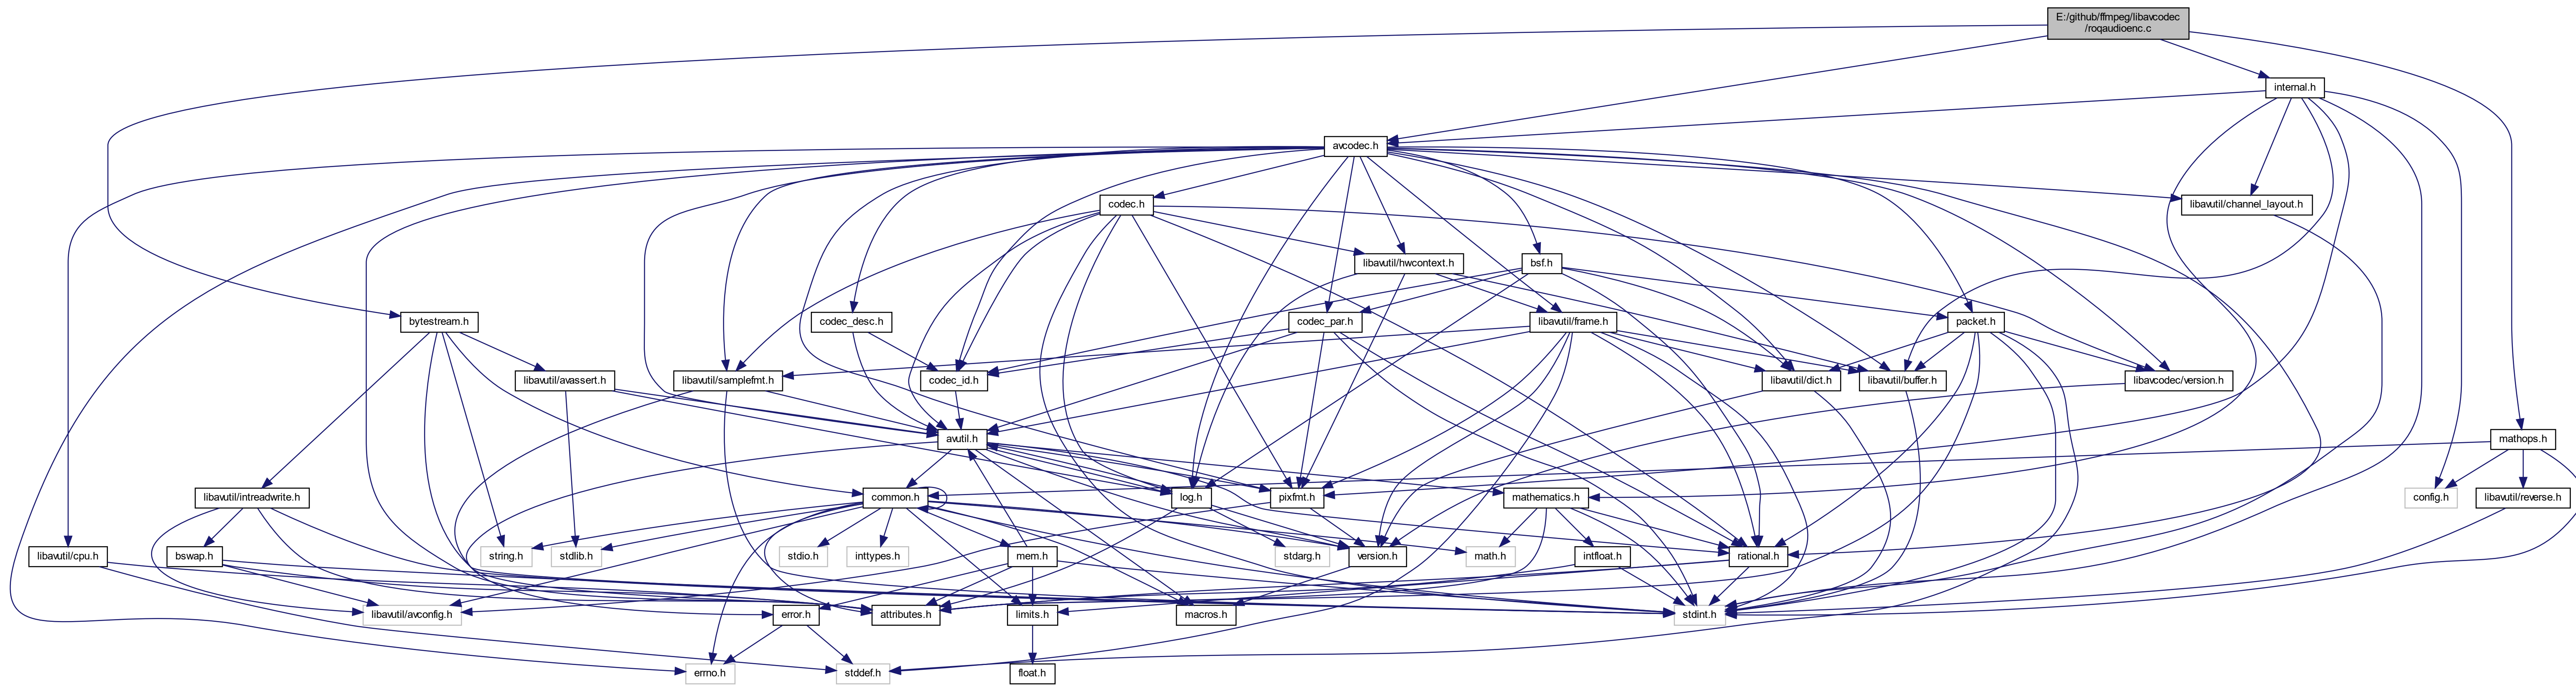 E:/github/ffmpeg/libavcodec
/roqaudioenc.c
internal.h
avcodec.h
codec.h
libavutil/channel_layout.h
libavutil/hwcontext.h
bsf.h
bytestream.h
codec_desc.h
codec_par.h
libavutil/frame.h
packet.h
libavutil/avassert.h
libavutil/samplefmt.h
codec_id.h
libavutil/dict.h
libavutil/buffer.h
libavcodec/version.h
avutil.h
mathops.h
libavutil/intreadwrite.h
common.h
log.h
pixfmt.h
mathematics.h
config.h
libavutil/reverse.h
libavutil/cpu.h
bswap.h
string.h
stdlib.h
stdio.h
inttypes.h
mem.h
stdarg.h
version.h
math.h
intfloat.h
rational.h
libavutil/avconfig.h
error.h
attributes.h
limits.h
macros.h
stdint.h
errno.h
stddef.h
float.h